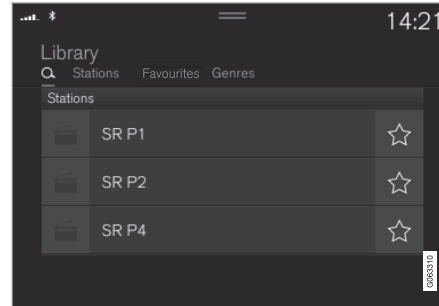 14:21
Library
Stations Favourites Genres
Stations
SR P1
SR P2
SR P4
G063310